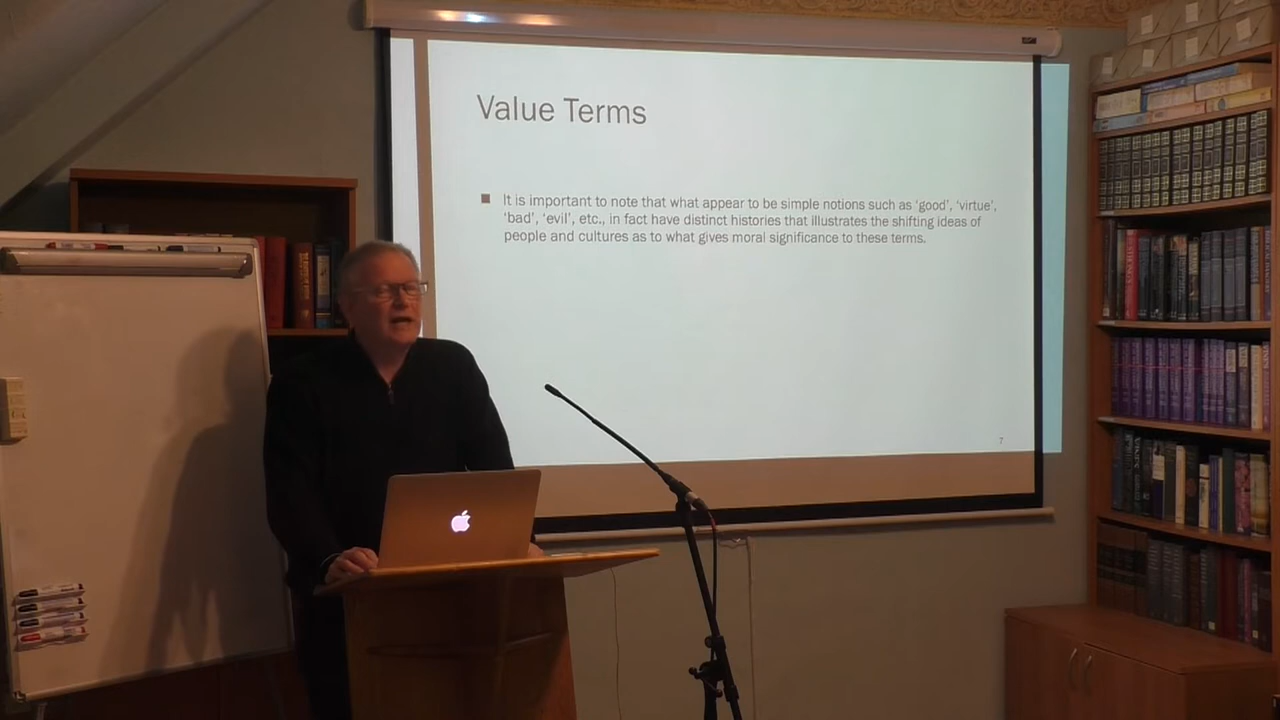 Value Terms
It is important to note that what appear to be simple notions such as ‘good’, ‘virtue’,
‘bad’, ‘evil’, etc., in fact have distinct histories that illustrates the shifting ideas of
people and cultures as to what gives moral significance to these terms.
7